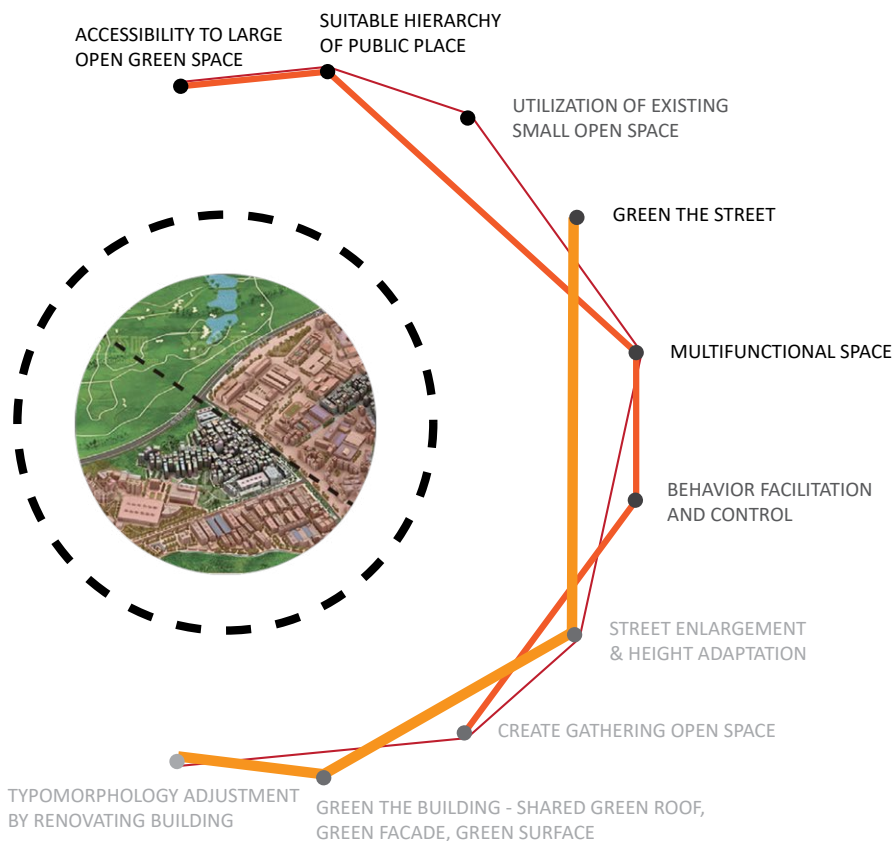 ACCESSIBILITY TO LARGE
OPEN GREEN SPACE
SUITABLE HIERARCHY
OF PUBLIC PLACE
UTILIZATION OF EXISTING
SMALL OPEN SPACE
GREEN THE STREET
MULTIFUNCTIONAL SPACE
BEHAVIOR FACILITATION
AND CONTROL
STREET ENLARGEMENT
& HEIGHT ADAPTATION
CREATE GATHERING OPEN SPACE
TYPOMORPHOLOGY ADJUSTMENT
BY RENOVATING BUILDING
GREEN THE BUILDING - SHARED GREEN ROOF,
GREEN FACADE, GREEN SURFACE